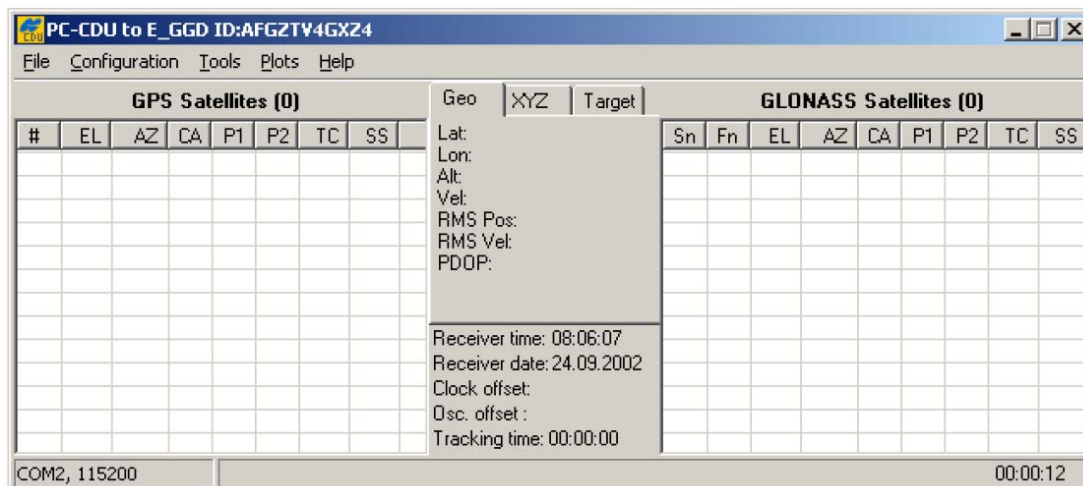 PC-CDU to E_GGD ID:AFGZTV4GXZ4
File Configuration Tools Plots Help
GPS Satellites (0)
# EL AZ CA P1 P2 TC SS
Geo XYZ Target
Lat:
Lon:
Alt:
Vel:
RMS Pos:
RMS Vel:
PDOP:
Receiver time: 08:06:07
Receiver date: 24.09.2002
Clock offset:
Osc. offset :
Tracking time: 00:00:00
GLONASS Satellites (0)
Sn Fn EL AZ CA P1 P2 TC SS
COM2, 115200
00:00:12